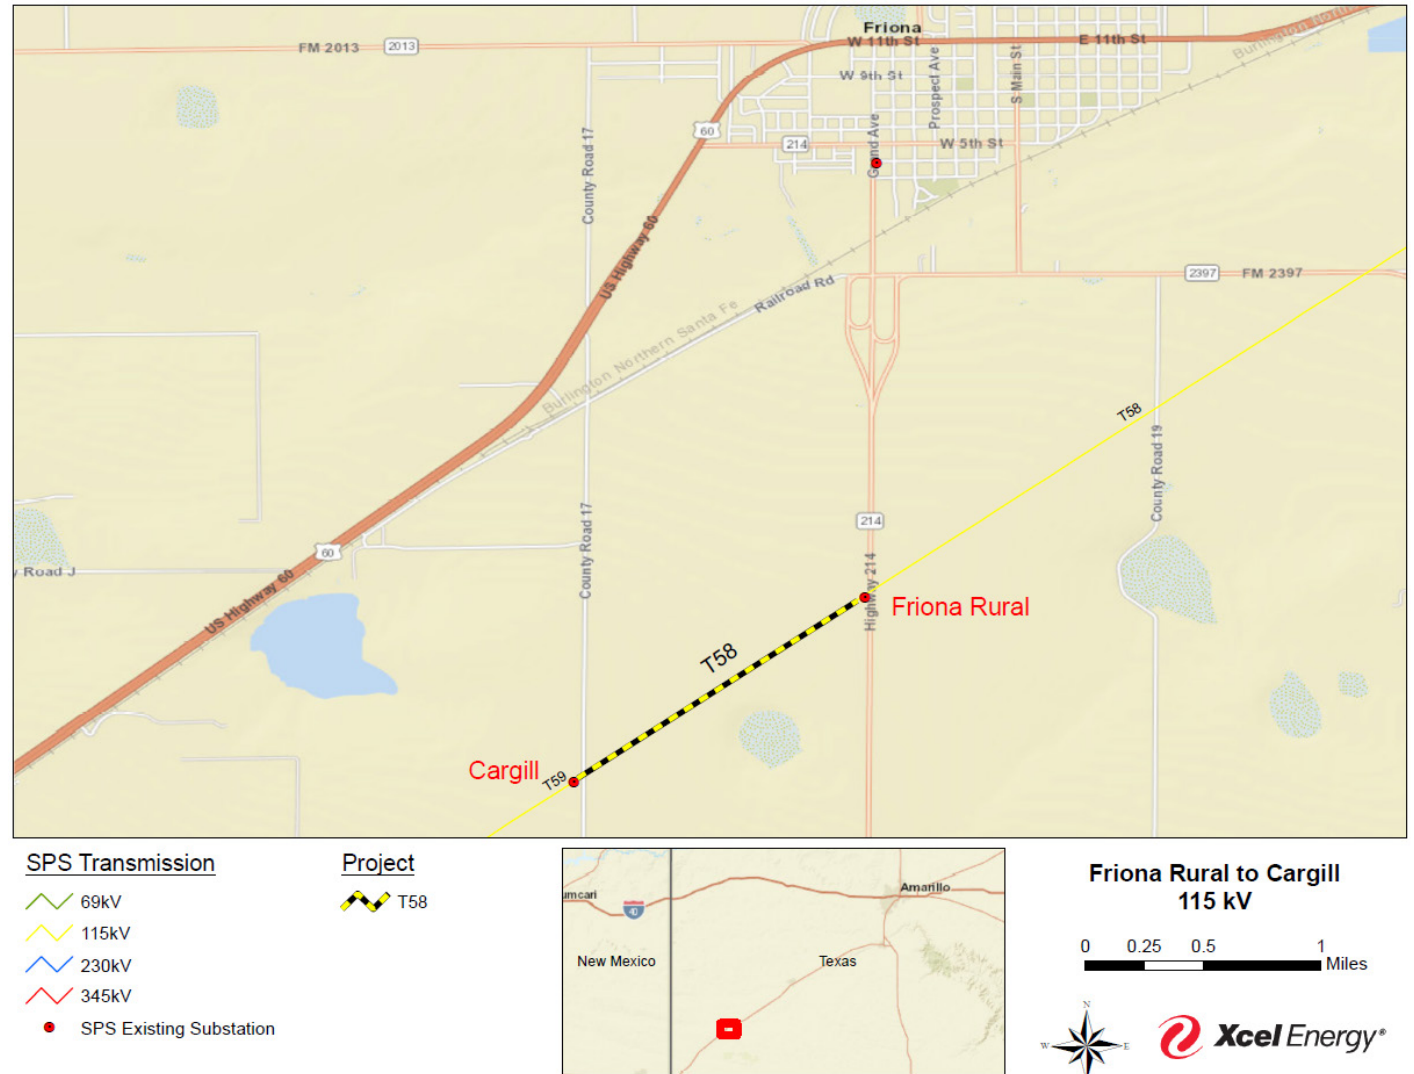 Friona
FM 2013
2013
W 11th St
E 11th St
Burlington North
W 9th St
Prospect Ave
S Main St
60
County Road 17
214
W 5th St
Grand Ave
US Highway 60
2397
FM 2397
Railroad Rd
Burlington Northern Santa Fe
T58
County Road 19
214
County Road 17
60
y Road J
US Highway 60
Highway 214
Friona Rural
T58
Cargill
T59
SPS Transmission
69kV
115kV
230kV
345kV
SPS Existing Substation
Project
T58
umcari
40
Amarillo
New Mexico
Texas
Friona Rural to Cargill
115 kV
0 0.25 0.5 1
Miles
N
W E
Xcel Energy®